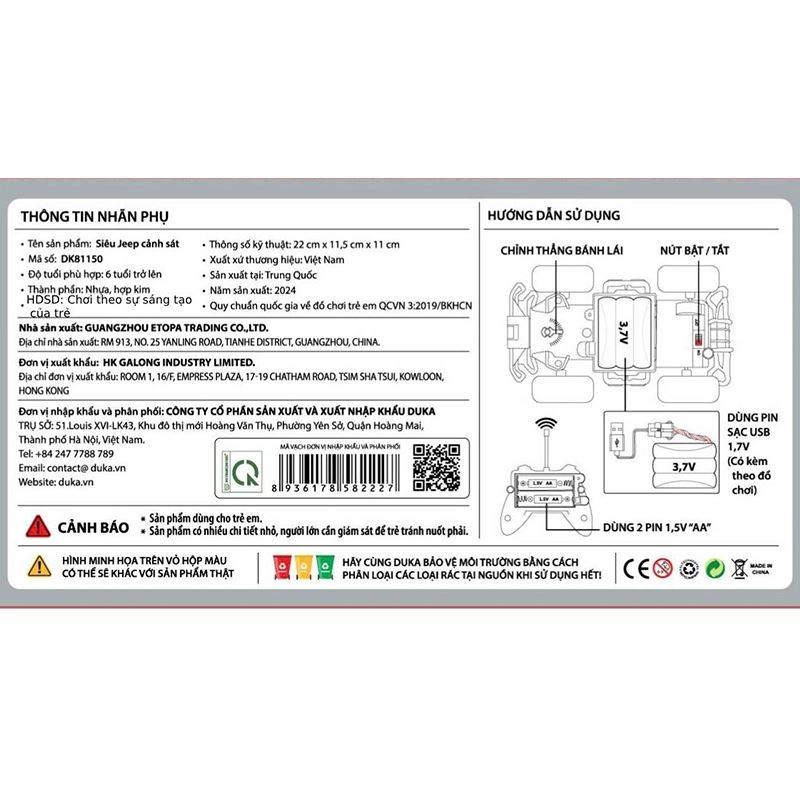 THÔNG TIN NHÃN PHỤ
• Tên sản phẩm: Siêu Jeep cảnh sát
• Mã số: DK81150
• Độ tuổi phù hợp: 6 tuổi trở lên
• Thành phần: Nhựa, hợp kim
• HDSD: Chơi theo sự sáng tạo
của trẻ
• Thông số kỹ thuật: 22 cm x 11,5 cm x 11 cm
• Xuất xứ thương hiệu: Việt Nam
• Sản xuất tại: Trung Quốc
• Năm sản xuất: 2024
• Quy chuẩn quốc gia về đồ chơi trẻ em QCVN 3:2019/BKHCN
Nhà sản xuất: GUANGZHOU ETOPA TRADING CO.,LTD.
Địa chỉ nhà sản xuất: RM 913, NO. 25 YANLING ROAD, TIANHE DISTRICT, GUANGZHOU, CHINA.
Đơn vị xuất khẩu: HK GALONG INDUSTRY LIMITED.
Địa chỉ đơn vị xuất khẩu: ROOM 1, 16/F, EMPRESS PLAZA, 17-19 CHATHAM ROAD, TSIM SHA TSUI, KOWLOON,
HONG KONG
Đơn vị nhập khẩu và phân phối: CÔNG TY CỔ PHẦN SẢN XUẤT VÀ XUẤT NHẬP KHẨU DUKA
TRỤ SỞ: 51.Louis XVI-LK43, Khu đô thị mới Hoàng Văn Thụ, Phường Yên Sở, Quận Hoàng Mai,
Thành phố Hà Nội, Việt Nam.
Tel: +84 247 7788 789
Email: contact@ duka.vn
Website: duka.vn
MÃ VẠCH ĐƠN VỊ NHẬP KHẨU VÀ PHÂN PHỐI
8 936178 582227
CẢNH BÁO
* Sản phẩm dùng cho trẻ em.
* Sản phẩm có nhiều chi tiết nhỏ, người lớn cần giám sát để trẻ tránh nuốt phải.
HÌNH MINH HỌA TRÊN VỎ HỘP MÀU
CÓ THỂ SẼ KHÁC VỚI SẢN PHẨM THẬT
HÃY CÙNG DUKA BẢO VỆ MÔI TRƯỜNG BẰNG CÁCH
PHÂN LOẠI CÁC LOẠI RÁC TẠI NGUỒN KHI SỬ DỤNG HẾT!
HƯỚNG DẪN SỬ DỤNG
CHỈNH THẲNG BÁNH LÁI
NÚT BẬT / TẮT
3,7V
3,7V
DÙNG PIN
SẠC USB
1,7V
(Có kèm
theo đồ
chơi)
1.5V AA
1.5V AA
DÙNG 2 PIN 1,5V "AA"
CE
0-3
MADE IN
CHINA